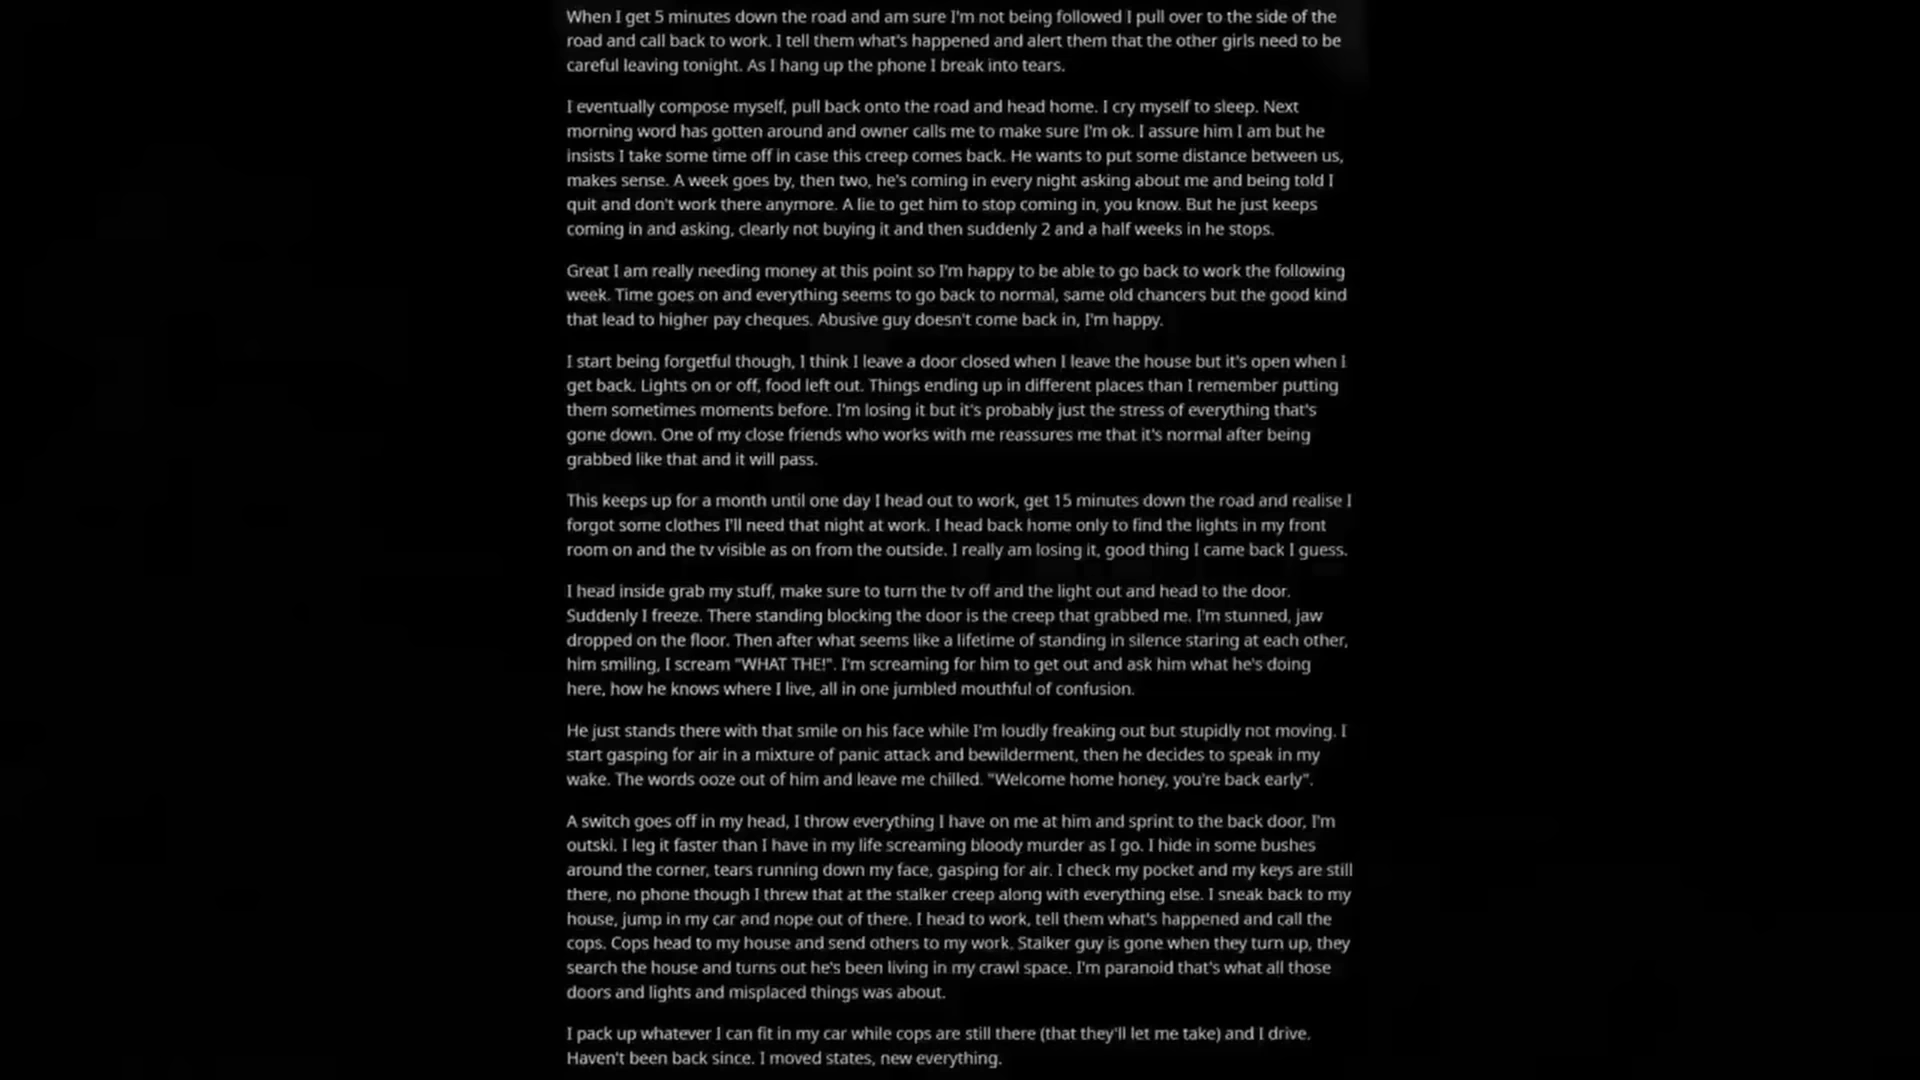 When I get 5 minutes down the road and am sure I'm not being followed I pull over to the side of the
road and call back to work. I tell them what's happened and alert them that the other girls need to be
careful leaving tonight. As I hang up the phone I break into tears.
I eventually compose myself, pull back onto the road and head home. I cry myself to sleep. Next
morning word has gotten around and owner calls me to make sure I'm ok. I assure him I am but he
insists I take some time off in case this creep comes back. He wants to put some distance between us,
makes sense. A week goes by, then two, he's coming in every night asking about me and being told I
quit and don't work there anymore. A lie to get him to stop coming in, you know. But he just keeps
coming in and asking, clearly not buying it and then suddenly 2 and a half weeks in he stops.
Great I am really needing money at this point so I'm happy to be able to go back to work the following
week. Time goes on and everything seems to go back to normal, same old chancers but the good kind
that lead to higher pay cheques. Abusive guy doesn't come back in, I'm happy.
I start being forgetful though, I think I leave a door closed when I leave the house but it's open when I
get back. Lights on or off, food left out. Things ending up in different places than I remember putting
them sometimes moments before. I'm losing it but it's probably just the stress of everything that's
gone down. One of my close friends who works with me reassures me that it's normal after being
grabbed like that and it will pass.
This keeps up for a month until one day I head out to work, get 15 minutes down the road and realise I
forgot some clothes I'll need that night at work. I head back home only to find the lights in my front
room on and the tv visible as on from the outside. I really am losing it, good thing I came back I guess.
I head inside grab my stuff, make sure to turn the tv off and the light out and head to the door.
Suddenly I freeze. There standing blocking the door is the creep that grabbed me. I'm stunned, jaw
dropped on the floor. Then after what seems like a lifetime of standing in silence staring at each other,
him smiling, I scream "WHAT THE!". I'm screaming for him to get out and ask him what he's doing
here, how he knows where I live, all in one jumbled mouthful of confusion.
He just stands there with that smile on his face while I'm loudly freaking out but stupidly not moving. I
start gasping for air in a mixture of panic attack and bewilderment, then he decides to speak in my
wake. The words ooze out of him and leave me chilled. "Welcome home honey, you're back early".
A switch goes off in my head, I throw everything I have on me at him and sprint to the back door, I'm
outski. I leg it faster than I have in my life screaming bloody murder as I go. I hide in some bushes
around the corner, tears running down my face, gasping for air. I check my pocket and my keys are still
there, no phone though I threw that at the stalker creep along with everything else. I sneak back to my
house, jump in my car and nope out of there. I head to work, tell them what's happened and call the
cops. Cops head to my house and send others to my work. Stalker guy is gone when they turn up, they
search the house and turns out he's been living in my crawl space. I'm paranoid that's what all those
doors and lights and misplaced things was about.
I pack up whatever I can fit in my car while cops are still there (that they'll let me take) and I drive.
Haven't been back since. I moved states, new everything.